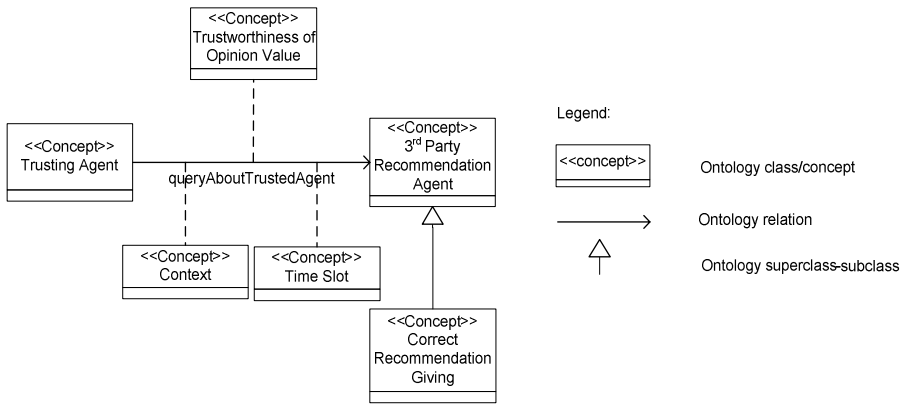 <<Concept>>
Trustworthiness of
Opinion Value
<<Concept>>
Trusting Agent
queryAboutTrustedAgent
<<Concept>>
3rd Party
Recommendation
Agent
<<Concept>>
Context
<<Concept>>
Time Slot
<<Concept>>
Correct
Recommendation
Giving
Legend:
<<concept>>
Ontology class/concept
Ontology relation
Ontology superclass-subclass